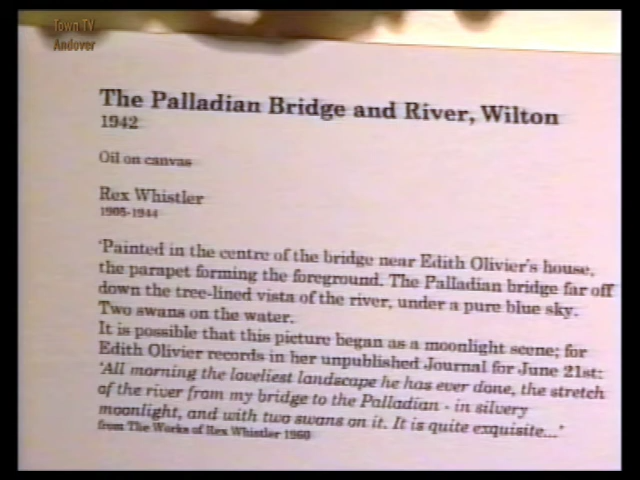 Town TV
Andover
The Palladian Bridge and River, Wilton
1942
Oil on canvas
Rex Whistler
1905-1944
'Painted in the centre of the bridge near Edith Olivier's house,
the parapet forming the foreground. The Palladian bridge far off
down the tree-lined vista of the river, under a pure blue sky.
Two swans on the water.
It is possible that this picture began as a moonlight scene; for
Edith Olivier records in her unpublished Journal for June 21st:
'All morning the loveliest landscape he has ever done, the stretch
of the river from my bridge to the Palladian - in silvery
moonlight, and with two swans on it. It is quite exquisite...'
from The Works of Rex Whistler 1960